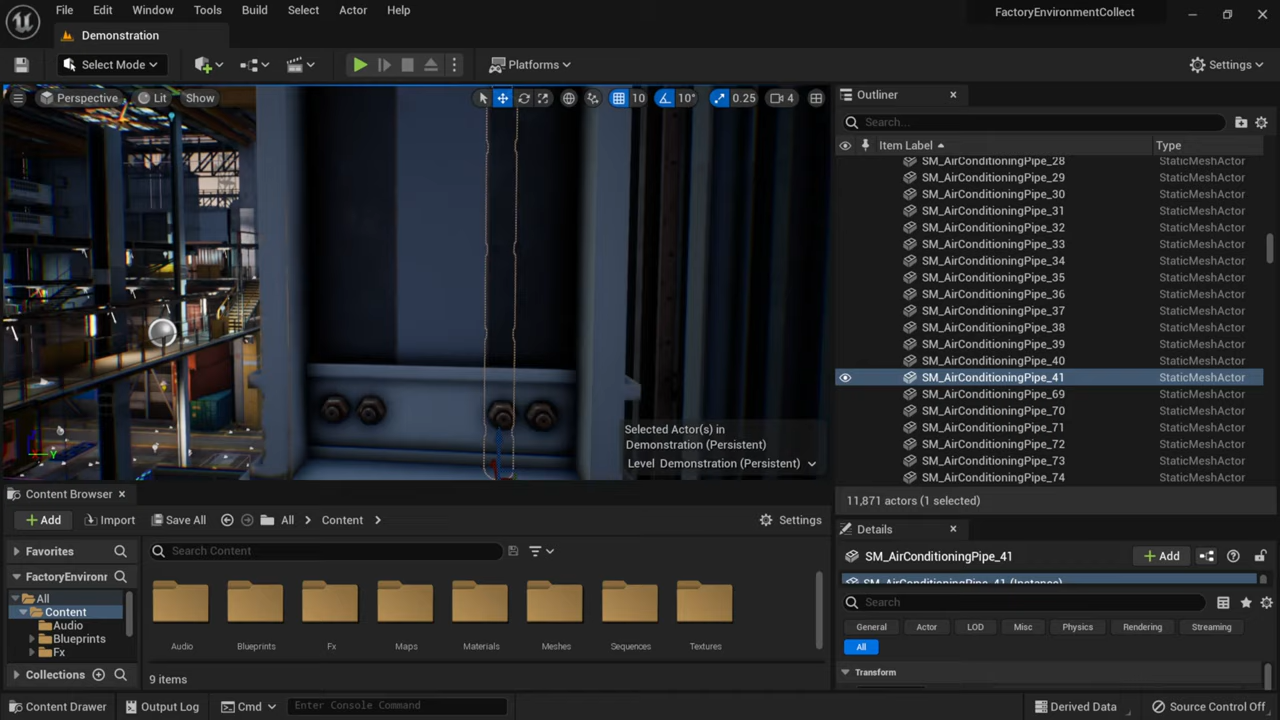 File Edit Window Tools Build Select Actor Help
FactoryEnvironmentCollect
Demonstration
Select Mode
Platforms
Settings
Perspective Lit Show
10 10° 0.25 4
Outliner
Search...
Item Label Type
SM_AirConditioningPipe_28 StaticMeshActor
SM_AirConditioningPipe_29 StaticMeshActor
SM_AirConditioningPipe_30 StaticMeshActor
SM_AirConditioningPipe_31 StaticMeshActor
SM_AirConditioningPipe_32 StaticMeshActor
SM_AirConditioningPipe_33 StaticMeshActor
SM_AirConditioningPipe_34 StaticMeshActor
SM_AirConditioningPipe_35 StaticMeshActor
SM_AirConditioningPipe_36 StaticMeshActor
SM_AirConditioningPipe_37 StaticMeshActor
SM_AirConditioningPipe_38 StaticMeshActor
SM_AirConditioningPipe_39 StaticMeshActor
SM_AirConditioningPipe_40 StaticMeshActor
SM_AirConditioningPipe_41 StaticMeshActor
SM_AirConditioningPipe_69 StaticMeshActor
SM_AirConditioningPipe_70 StaticMeshActor
SM_AirConditioningPipe_71 StaticMeshActor
SM_AirConditioningPipe_72 StaticMeshActor
SM_AirConditioningPipe_73 StaticMeshActor
SM_AirConditioningPipe_74 StaticMeshActor
11,871 actors (1 selected)
Selected Actor(s) in
Demonstration (Persistent)
Level Demonstration (Persistent)
Y
Content Browser
Add Import Save All All Content Settings
Favorites
Search Content
FactoryEnvironr
All
Content
Audio
Blueprints
Fx
Collections
Audio Blueprints Fx Maps Materials Meshes Sequences Textures
9 items
Details
SM_AirConditioningPipe_41
Add
SM_AirConditioningPipe_41 (Instance)
Search
General Actor LOD Misc Physics Rendering Streaming
All
Transform
Content Drawer Output Log Cmd Enter Console Command
Derived Data Source Control Off